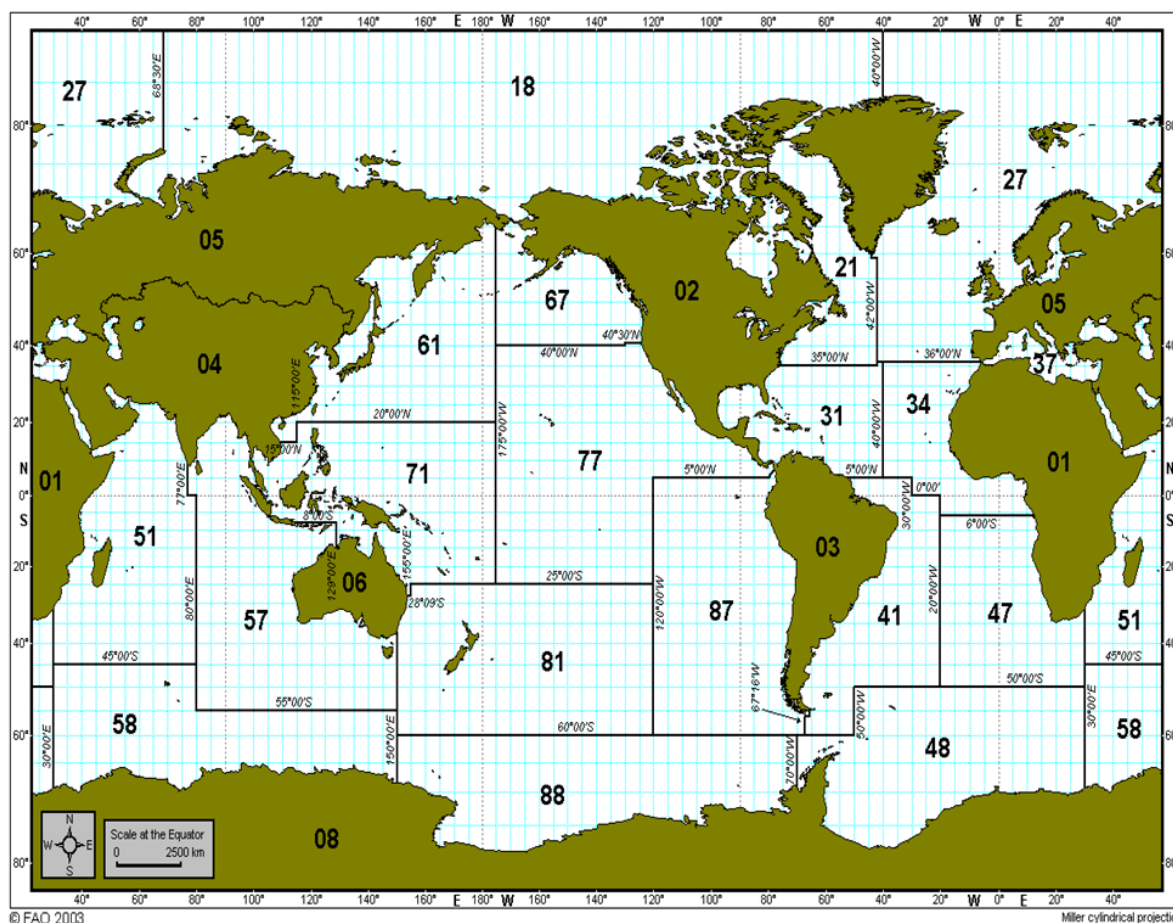 40° 60° 80° 100° 120° 140° 160° E 180° W 160° 140° 120° 100° 80° 60° 40° 20° W 0° E 20° 40°
27
68°30'E
18
40°00'W
80°
27
05
60°
21
02
67
42°00'W
05
40°30'N
61
40°00'N
35°00'N
36°00'N
37
40°
04
115°00'E
31
40°00'W
34
20°
20°00'N
175°00'W
15°00'N
77
N
01
77°00'E
71
5°00'N
5°00'N
01
N
0°
0°00'
0°
S
8°00'S
30°00'W
6°00'S
S
51
155°00'E
03
20°
06
129°00'E
25°00'S
20°
28°09'S
80°00'E
57
120°00'W
87
41
20°00'W
47
51
40°
45°00'S
81
45°00'S
67°16'W
50°00'S
55°00'S
58
30°00'E
150°00'E
60°00'S
70°00'W
50°00'W
48
30°00'E
58
60°
88
08
N
W E
S
Scale at the Equator
0 2500 km
80°
40° 60° 80° 100° 120° 140° 160° E 180° W 160° 140° 120° 100° 80° 60° 40° 20° W 0° E 20° 40°
© FAO 2003
Miller cylindrical projecti